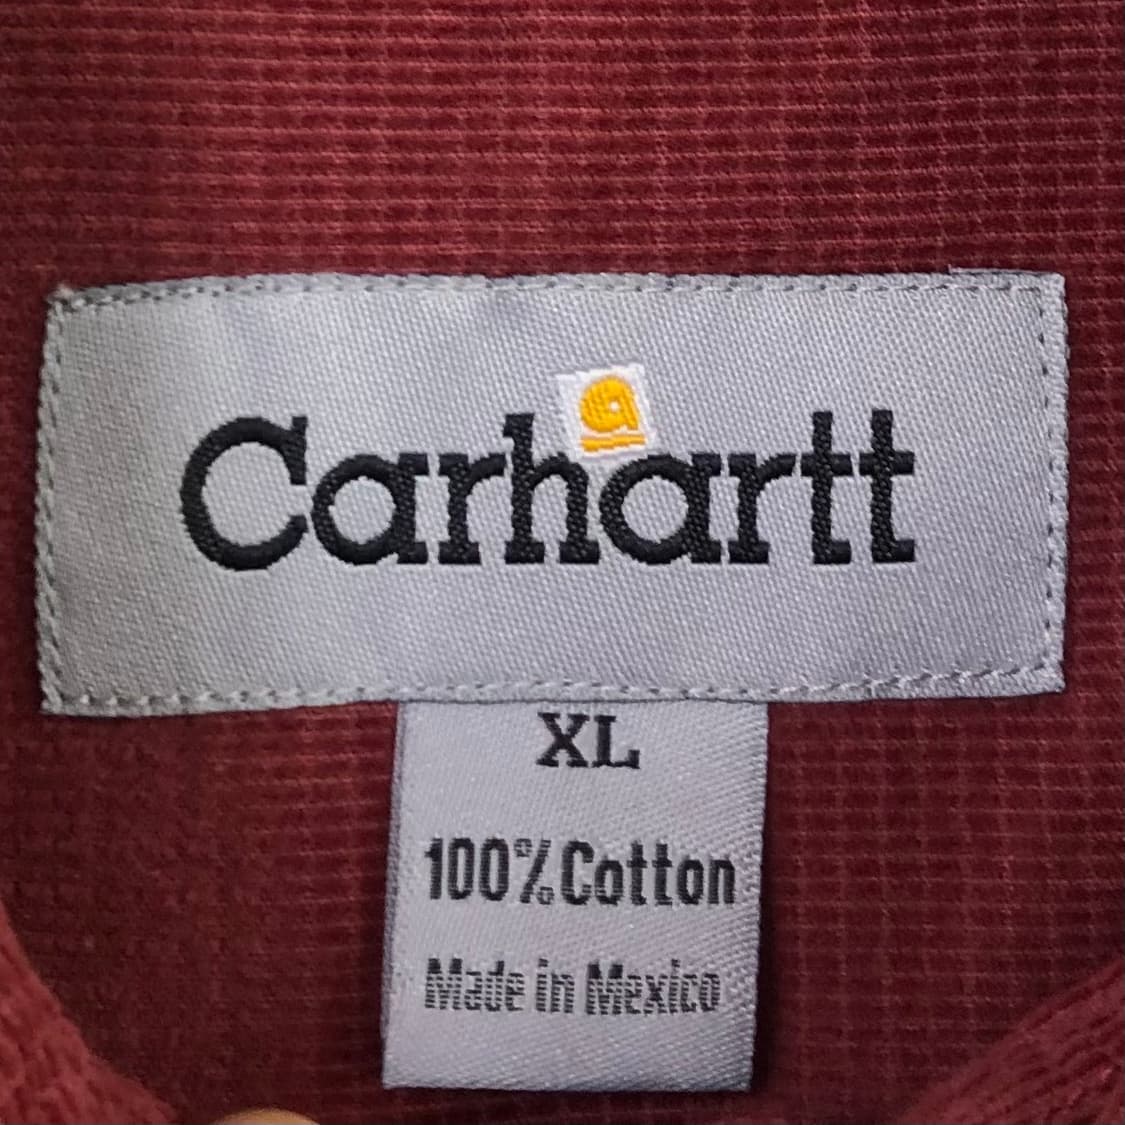 Carhartt
XL
100% Cotton
Made in Mexico